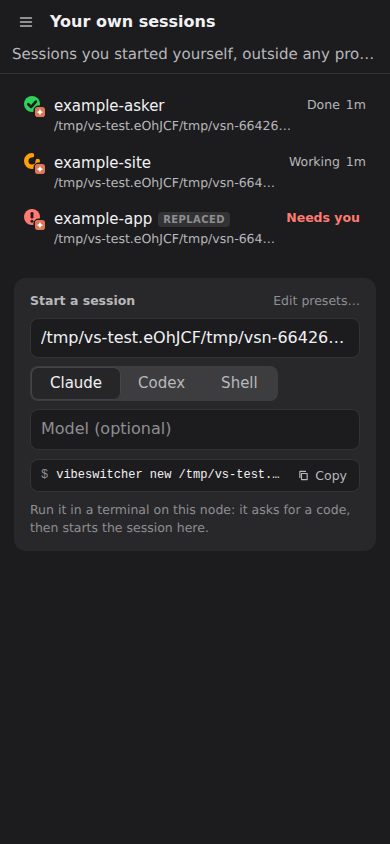 Your own sessions
Sessions you started yourself, outside any pro…
example-asker Done 1m
/tmp/vs-test.eOhJCF/tmp/vsn-66426…
example-site Working 1m
/tmp/vs-test.eOhJCF/tmp/vsn-664…
example-app REPLACED Needs you
/tmp/vs-test.eOhJCF/tmp/vsn-664…
Start a session Edit presets…
/tmp/vs-test.eOhJCF/tmp/vsn-66426…
Claude Codex Shell
Model (optional)
$ vibeswitcher new /tmp/vs-test.… Copy
Run it in a terminal on this node: it asks for a code,
then starts the session here.